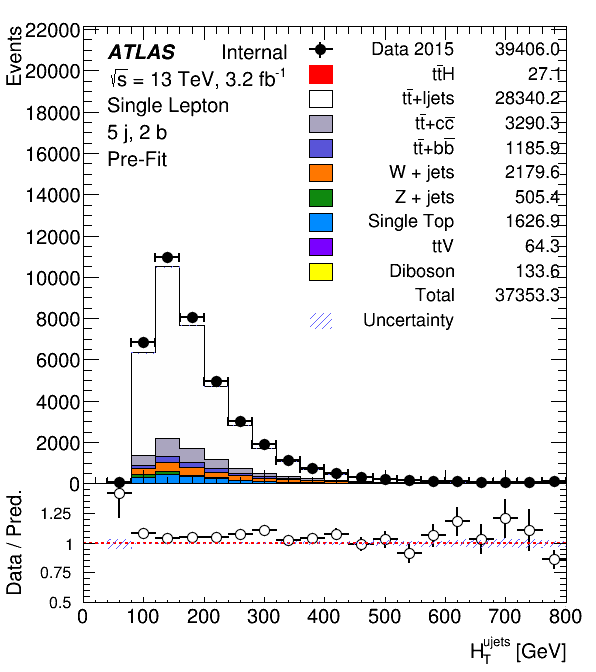 Events
22000
20000
18000
16000
14000
12000
10000
8000
6000
4000
2000
0
ATLAS Internal
√s = 13 TeV, 3.2 fb⁻¹
Single Lepton
5 j, 2 b
Pre-Fit
Data 2015 39406.0
tt̄H 27.1
tt̄+ljets 28340.2
tt̄+cc̄ 3290.3
tt̄+bb̄ 1185.9
W + jets 2179.6
Z + jets 505.4
Single Top 1626.9
ttV 64.3
Diboson 133.6
Total 37353.3
Uncertainty
Data / Pred.
1.25
1
0.75
0.5
0 100 200 300 400 500 600 700 800
H_T^ujets [GeV]